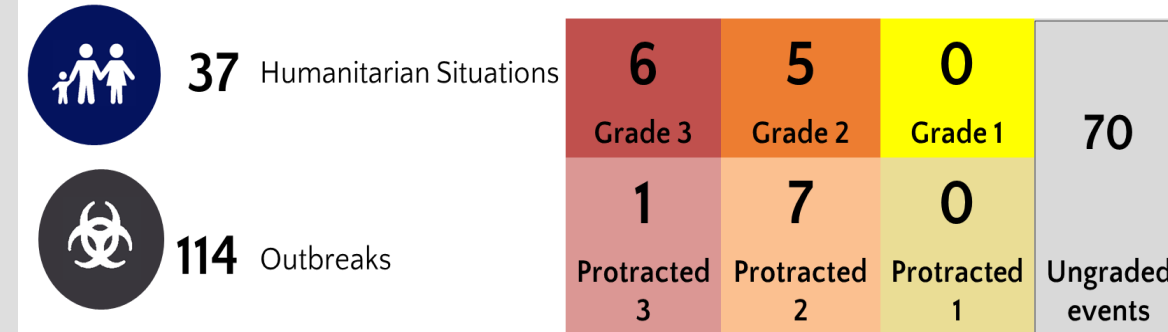 37 Humanitarian Situations
114 Outbreaks
6
Grade 3
5
Grade 2
0
Grade 1
70
Ungraded
events
1
Protracted
3
7
Protracted
2
0
Protracted
1